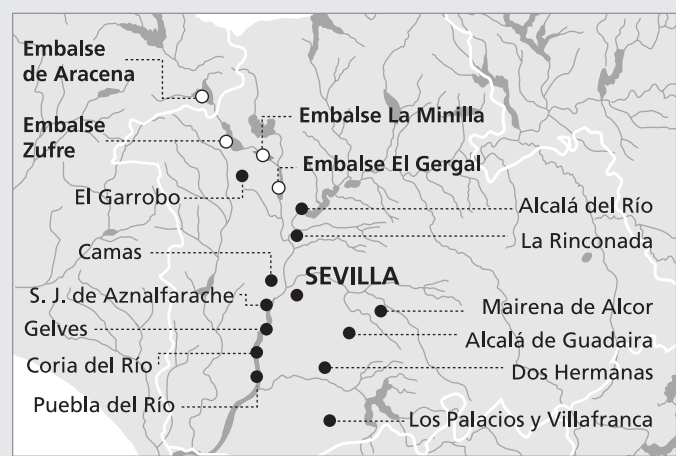 Embalse
de Aracena
Embalse La Minilla
Embalse
Zufre
Embalse El Gergal
El Garrobo
Alcalá del Río
La Rinconada
Camas
SEVILLA
S. J. de Aznalfarache
Mairena de Alcor
Gelves
Alcalá de Guadaira
Coria del Río
Dos Hermanas
Puebla del Río
Los Palacios y Villafranca